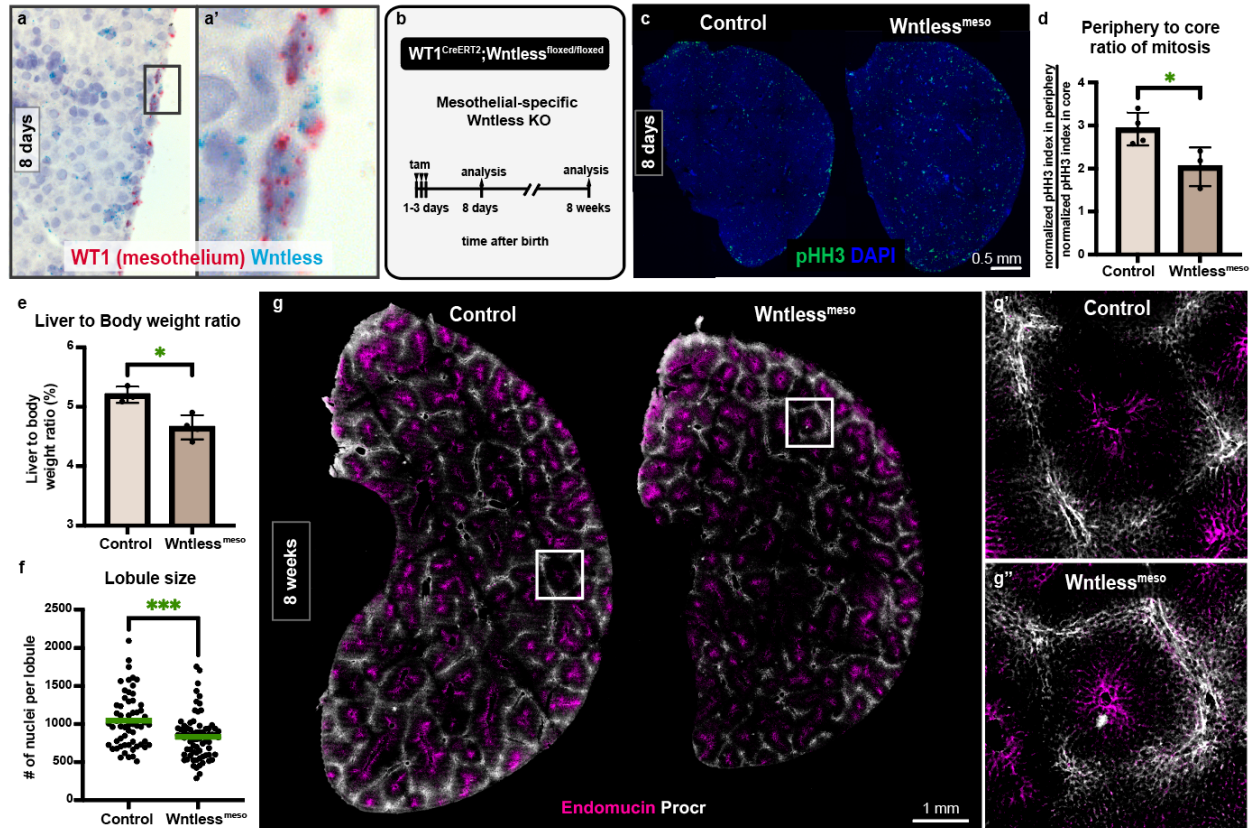 a
a'
8 days
WT1 (mesothelium) Wntless
b
WT1CreERT2;Wntlessfloxed/floxed
Mesothelial-specific
Wntless KO
tam
analysis
analysis
1-3 days
8 days
8 weeks
time after birth
c
Control
Wntlessmeso
8 days
pHH3 DAPI
0.5 mm
d
Periphery to core
ratio of mitosis
normalized pHH3 index in periphery
normalized pHH3 index in core
4
3
2
1
0
*
Control
Wntlessmeso
e
Liver to Body weight ratio
Liver to body
weight ratio (%)
6
5
4
3
*
Control
Wntlessmeso
f
Lobule size
# of nuclei per lobule
2500
2000
1500
1000
500
0
***
Control
Wntlessmeso
g
Control
Wntlessmeso
8 weeks
Endomucin Procr
1 mm
g'
Control
g"
Wntlessmeso